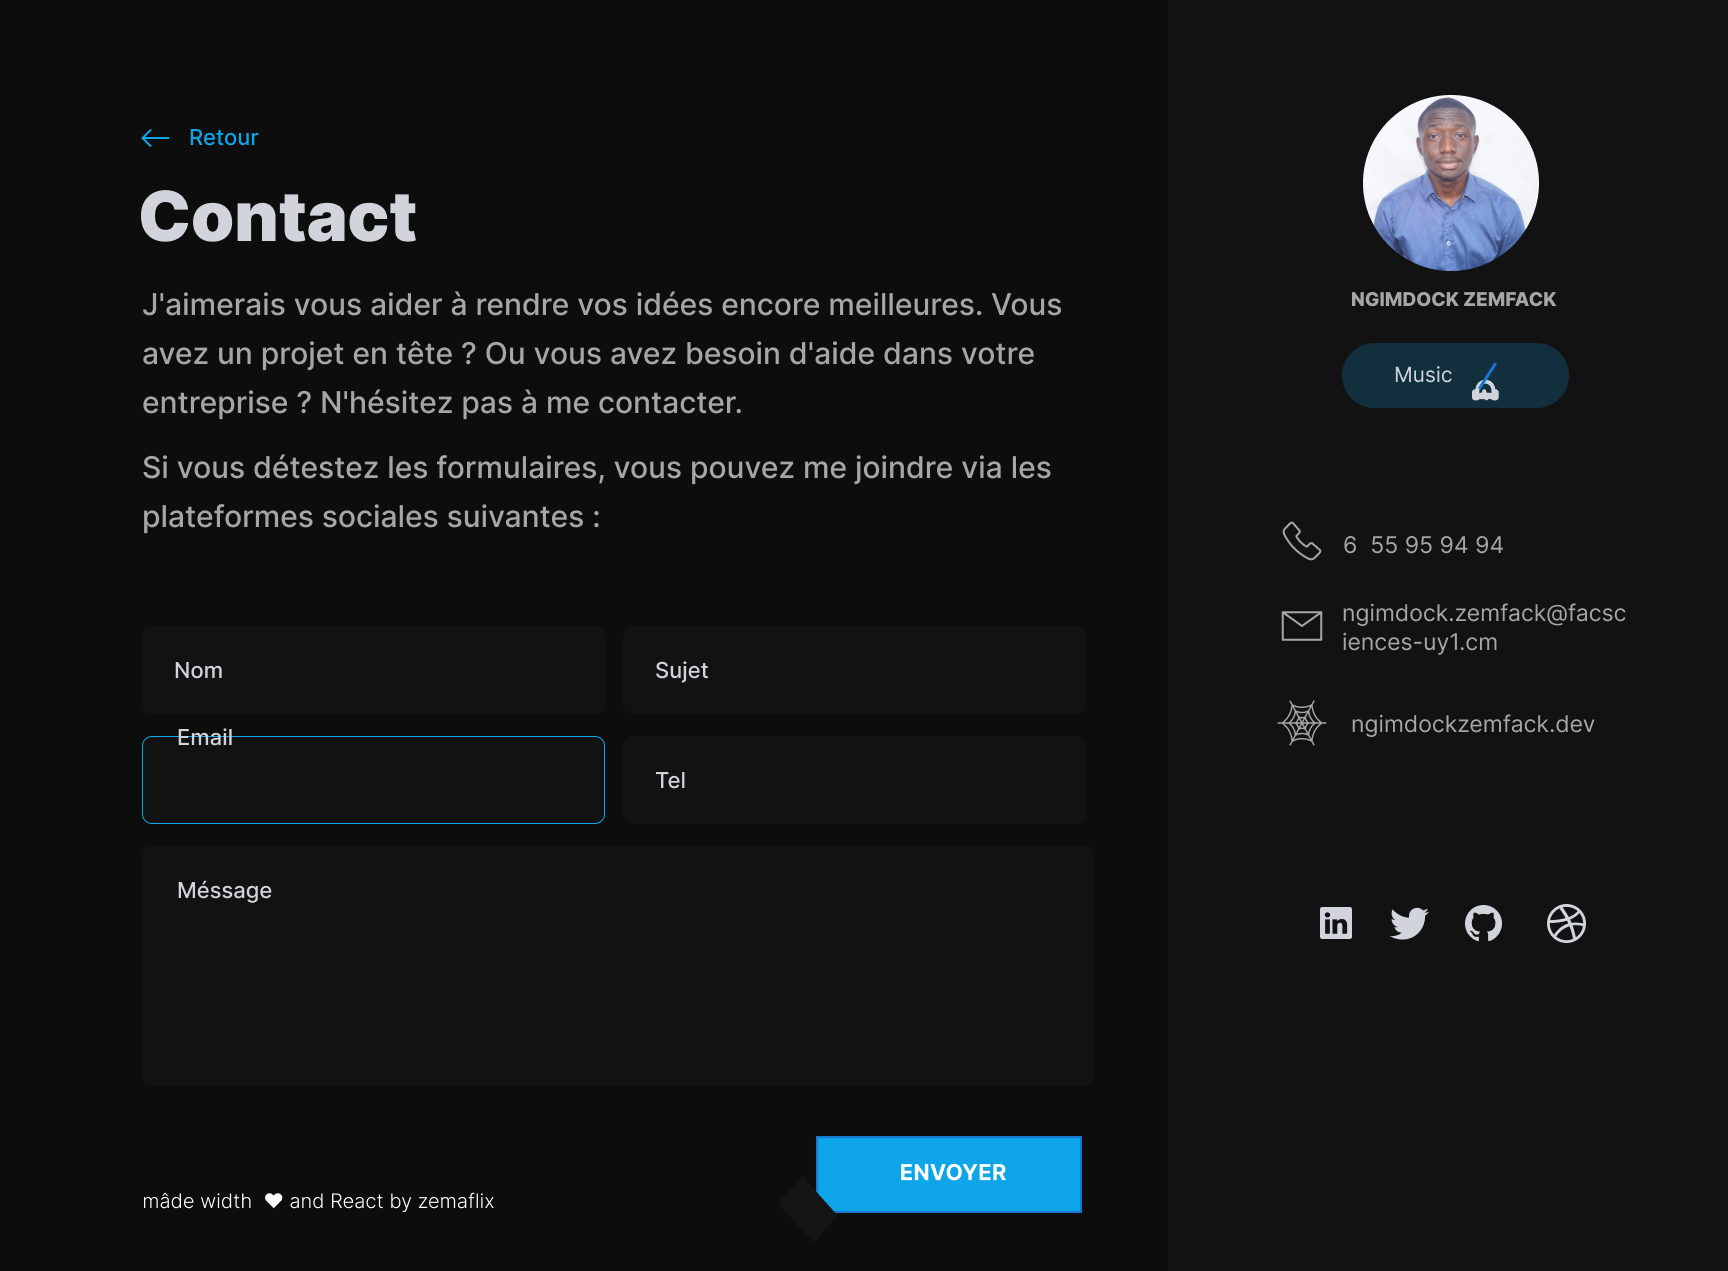 Retour
Contact
J'aimerais vous aider à rendre vos idées encore meilleures. Vous
avez un projet en tête ? Ou vous avez besoin d'aide dans votre
entreprise ? N'hésitez pas à me contacter.
Si vous détestez les formulaires, vous pouvez me joindre via les
plateformes sociales suivantes :
Nom
Sujet
Email
Tel
Méssage
ENVOYER
mâde width ♥ and React by zemaflix
NGIMDOCK ZEMFACK
Music
6 55 95 94 94
ngimdock.zemfack@facsc
iences-uy1.cm
ngimdockzemfack.dev
in